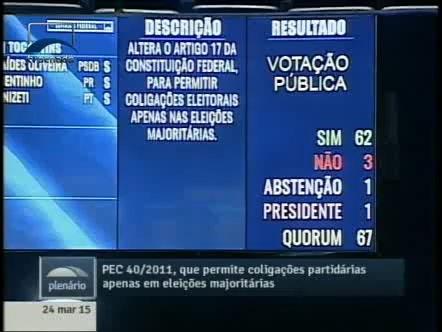 SENADO FEDERAL
TOCANTINS
AÍDES OLIVEIRA PSDB S
ENTINHO PR S
NIZETI PT S
DESCRIÇÃO
ALTERA O ARTIGO 17 DA
CONSTITUIÇÃO FEDERAL,
PARA PERMITIR
COLIGAÇÕES ELEITORAIS
APENAS NAS ELEIÇÕES
MAJORITÁRIAS.
RESULTADO
VOTAÇÃO
PÚBLICA
SIM 62
NÃO 3
ABSTENÇÃO 1
PRESIDENTE 1
QUORUM 67
plenário
PEC 40/2011, que permite coligações partidárias
apenas em eleições majoritárias
24 mar 15